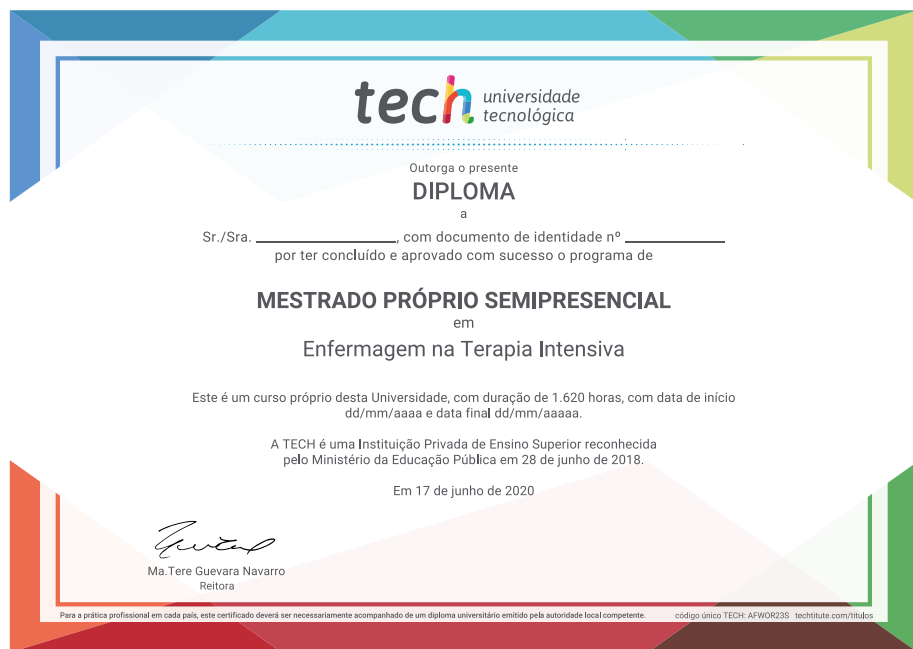 tech universidade
tecnológica
Outorga o presente
DIPLOMA
a
Sr./Sra. ____________________, com documento de identidade nº ______________
por ter concluído e aprovado com sucesso o programa de
MESTRADO PRÓPRIO SEMIPRESENCIAL
em
Enfermagem na Terapia Intensiva
Este é um curso próprio desta Universidade, com duração de 1.620 horas, com data de início
dd/mm/aaaa e data final dd/mm/aaaaa.
A TECH é uma Instituição Privada de Ensino Superior reconhecida
pelo Ministério da Educação Pública em 28 de junho de 2018.
Em 17 de junho de 2020
Ma.Tere Guevara Navarro
Reitora
Para a prática profissional em cada país, este certificado deverá ser necessariamente acompanhado de um diploma universitário emitido pela autoridade local competente. código único TECH: AFWOR23S techtitute.com/titulos